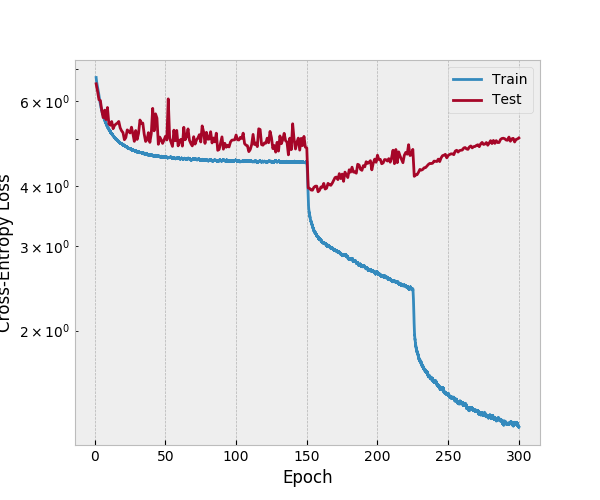 Train
Test
6 × 10⁰
4 × 10⁰
3 × 10⁰
2 × 10⁰
Cross-Entropy Loss
0 50 100 150 200 250 300
Epoch